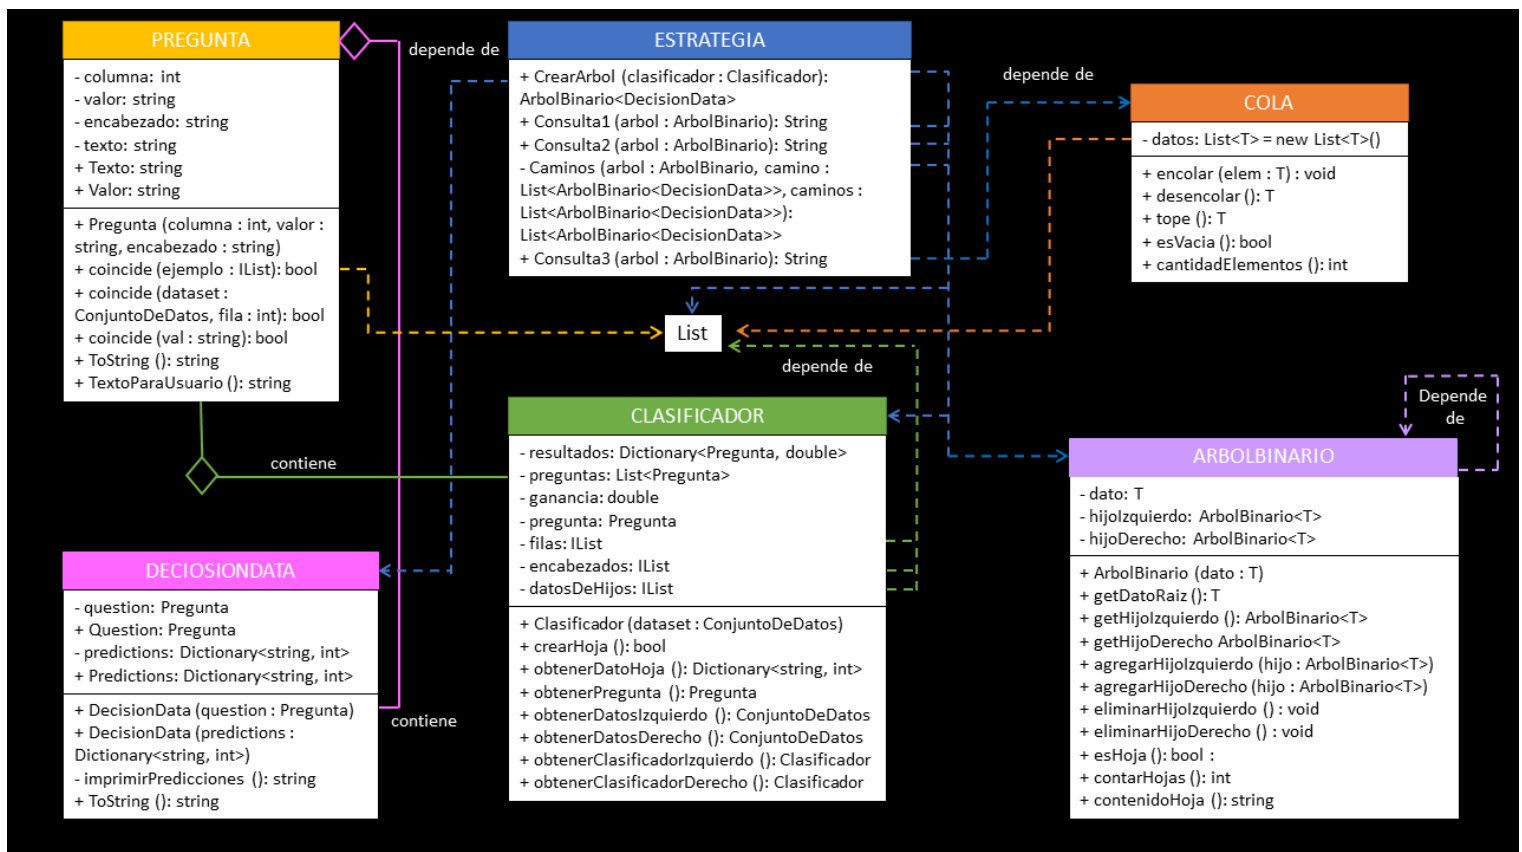 PREGUNTA
- columna: int
- valor: string
- encabezado: string
- texto: string
+ Texto: string
+ Valor: string
+ Pregunta (columna : int, valor :
string, encabezado : string)
+ coincide (ejemplo : IList): bool
+ coincide (dataset :
ConjuntoDeDatos, fila : int): bool
+ coincide (val : string): bool
+ ToString (): string
+ TextoParaUsuario (): string
depende de
ESTRATEGIA
+ CrearArbol (clasificador : Clasificador):
ArbolBinario<DecisionData>
+ Consulta1 (arbol : ArbolBinario): String
+ Consulta2 (arbol : ArbolBinario): String
- Caminos (arbol : ArbolBinario, camino :
List<ArbolBinario<DecisionData>>, caminos :
List<ArbolBinario<DecisionData>>):
List<ArbolBinario<DecisionData>>
+ Consulta3 (arbol : ArbolBinario): String
depende de
COLA
- datos: List<T> = new List<T>()
+ encolar (elem : T) : void
+ desencolar (): T
+ tope (): T
+ esVacia (): bool
+ cantidadElementos (): int
List
depende de
contiene
CLASIFICADOR
- resultados: Dictionary<Pregunta, double>
- preguntas: List<Pregunta>
- ganancia: double
- pregunta: Pregunta
- filas: IList
- encabezados: IList
- datosDeHijos: IList
+ Clasificador (dataset : ConjuntoDeDatos)
+ crearHoja (): bool
+ obtenerDatoHoja (): Dictionary<string, int>
+ obtenerPregunta (): Pregunta
+ obtenerDatosIzquierdo (): ConjuntoDeDatos
+ obtenerDatosDerecho (): ConjuntoDeDatos
+ obtenerClasificadorIzquierdo (): Clasificador
+ obtenerClasificadorDerecho (): Clasificador
Depende
de
ARBOLBINARIO
- dato: T
- hijoIzquierdo: ArbolBinario<T>
- hijoDerecho: ArbolBinario<T>
+ ArbolBinario (dato : T)
+ getDatoRaiz (): T
+ getHijoIzquierdo (): ArbolBinario<T>
+ getHijoDerecho ArbolBinario<T>
+ agregarHijoIzquierdo (hijo : ArbolBinario<T>)
+ agregarHijoDerecho (hijo : ArbolBinario<T>)
+ eliminarHijoIzquierdo () : void
+ eliminarHijoDerecho () : void
+ esHoja (): bool :
+ contarHojas (): int
+ contenidoHoja (): string
DECIOSIONDATA
- question: Pregunta
+ Question: Pregunta
- predictions: Dictionary<string, int>
+ Predictions: Dictionary<string, int>
+ DecisionData (question : Pregunta)
+ DecisionData (predictions :
Dictionary<string, int>)
- imprimirPredicciones (): string
+ ToString (): string
contiene